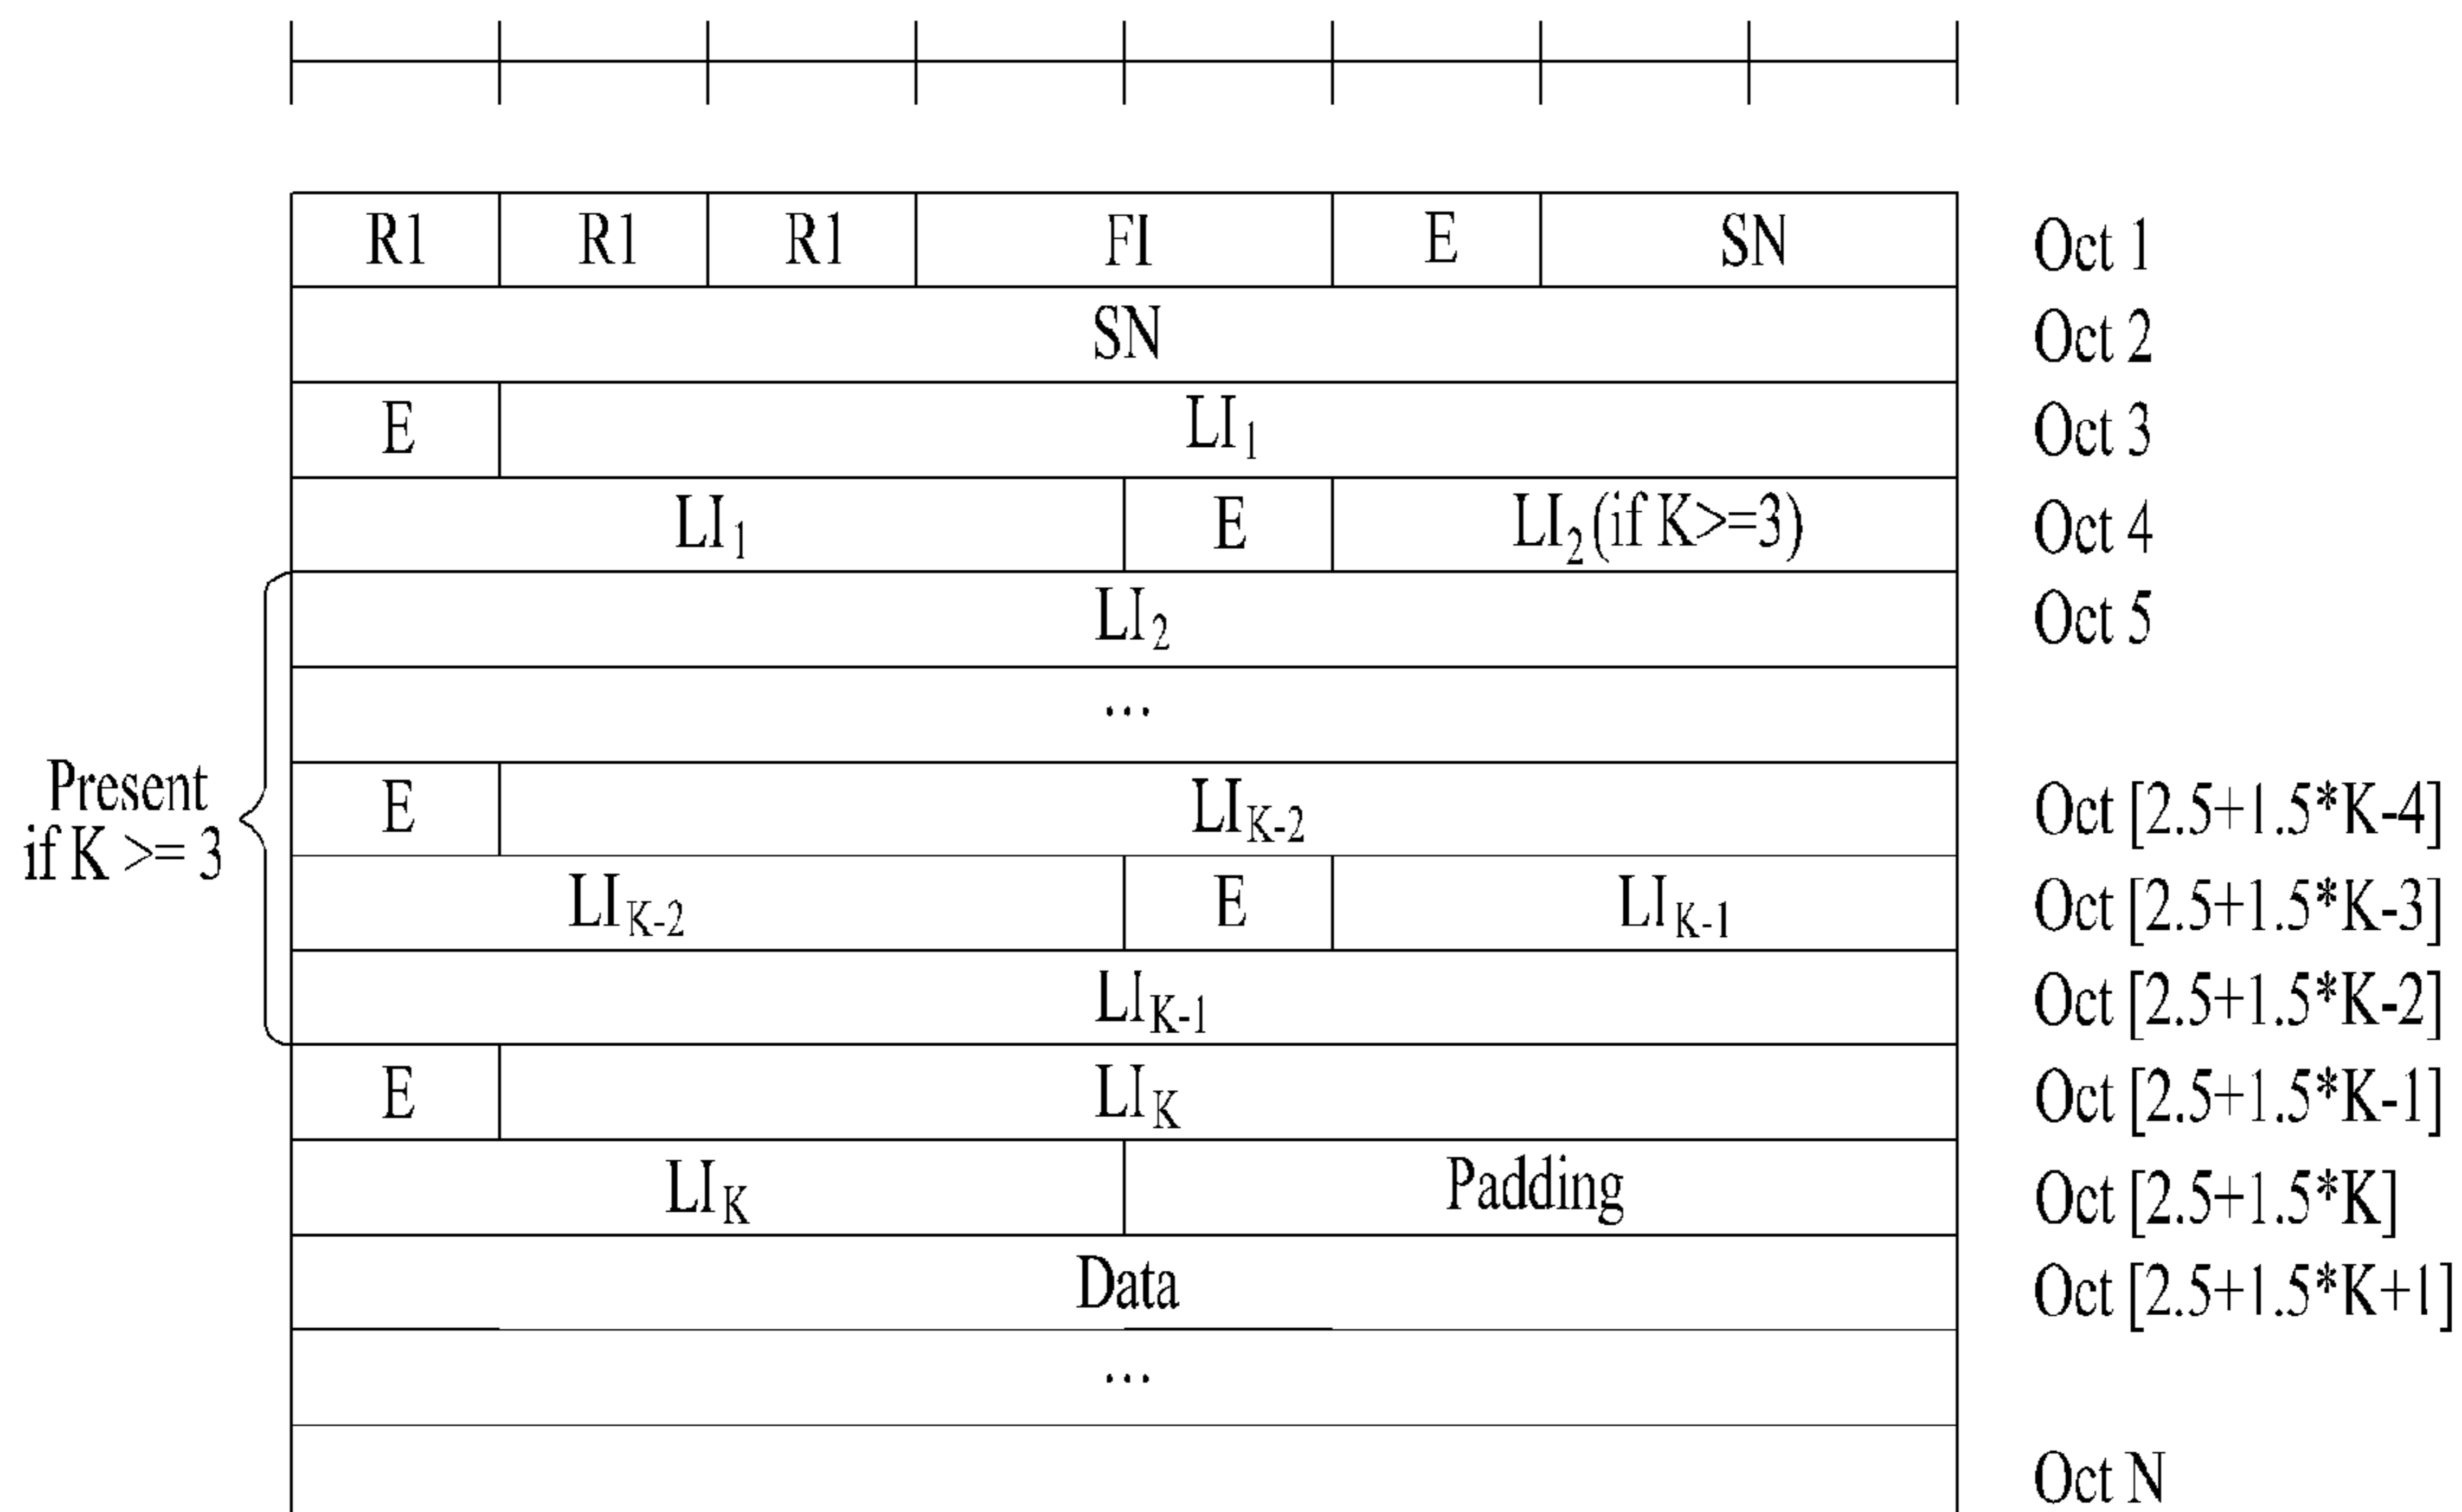 R1 R1 R1 FI E SN Oct 1
SN Oct 2
E LI1 Oct 3
LI1 E LI2(if K>=3) Oct 4
LI2 Oct 5
...
Present
if K >= 3
E LIK-2 Oct [2.5+1.5*K-4]
LIK-2 E LIK-1 Oct [2.5+1.5*K-3]
LIK-1 Oct [2.5+1.5*K-2]
E LIK Oct [2.5+1.5*K-1]
LIK Padding Oct [2.5+1.5*K]
Data Oct [2.5+1.5*K+1]
...
Oct N